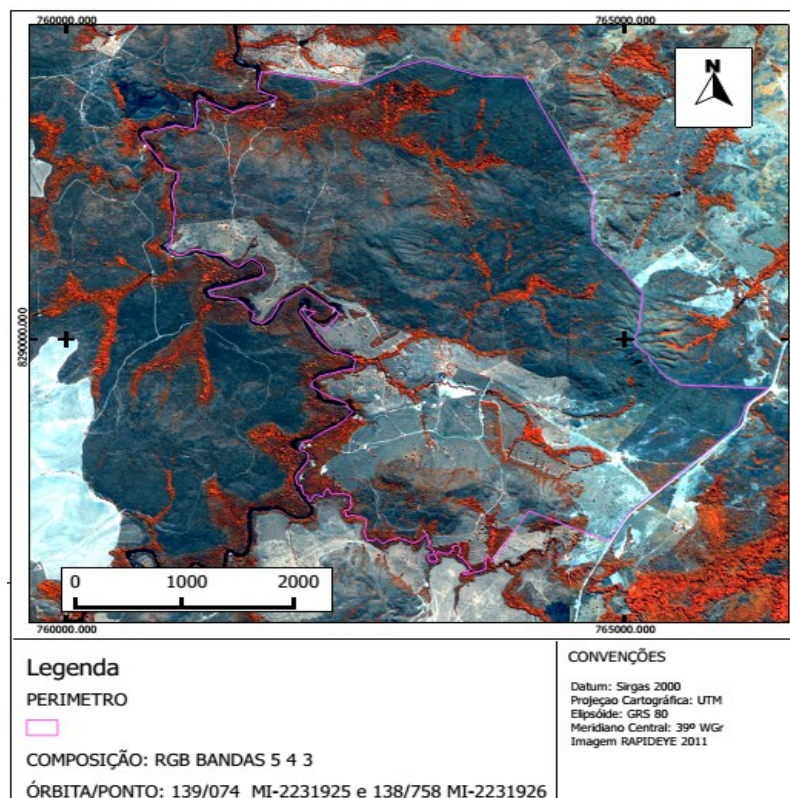 760000.000
765000.000
N
8290000.000
0 1000 2000
760000.000
765000.000
Legenda
PERIMETRO
COMPOSIÇÃO: RGB BANDAS 5 4 3
ÓRBITA/PONTO: 139/074 MI-2231925 e 138/758 MI-2231926
CONVENÇÕES
Datum: Sirgas 2000
Projeçao Cartográfica: UTM
Elipsóide: GRS 80
Meridiano Central: 39º WGr
Imagem RAPIDEYE 2011